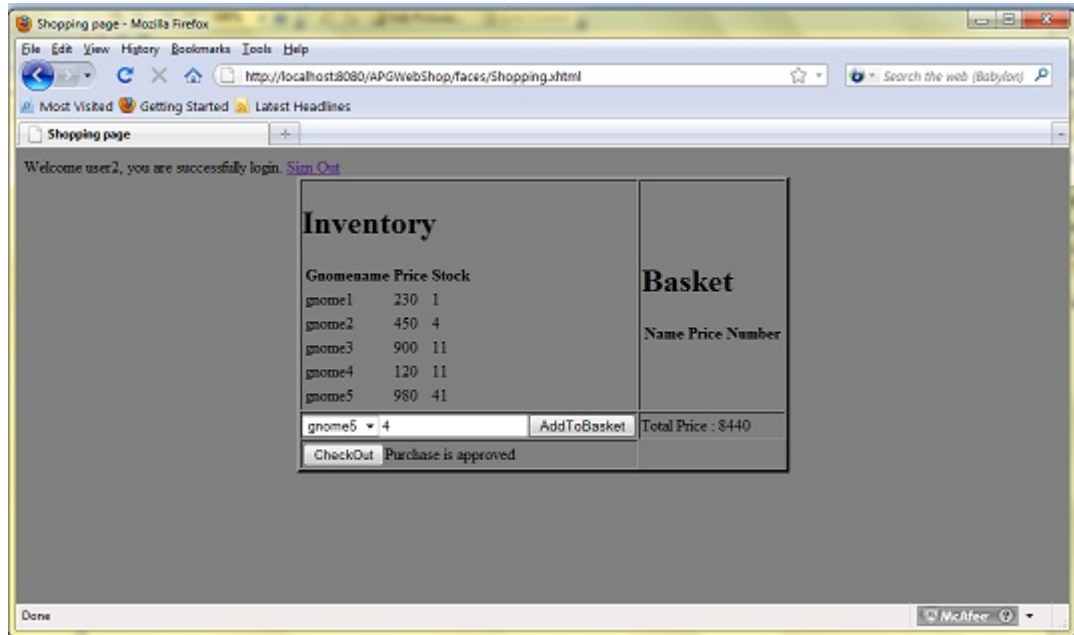 Shopping page - Mozilla Firefox
File Edit View History Bookmarks Tools Help
http://localhost:8080/APGWebShop/faces/Shopping.xhtml
Search the web (Babylon)
Most Visited Getting Started Latest Headlines
Shopping page
Welcome user2, you are successfully login. Sign Out
Inventory
Gnomename Price Stock
gnome1 230 1
gnome2 450 4
gnome3 900 11
gnome4 120 11
gnome5 980 41
Basket
Name Price Number
gnome5 4 AddToBasket Total Price : 8440
CheckOut Purchase is approved
Done
McAfee